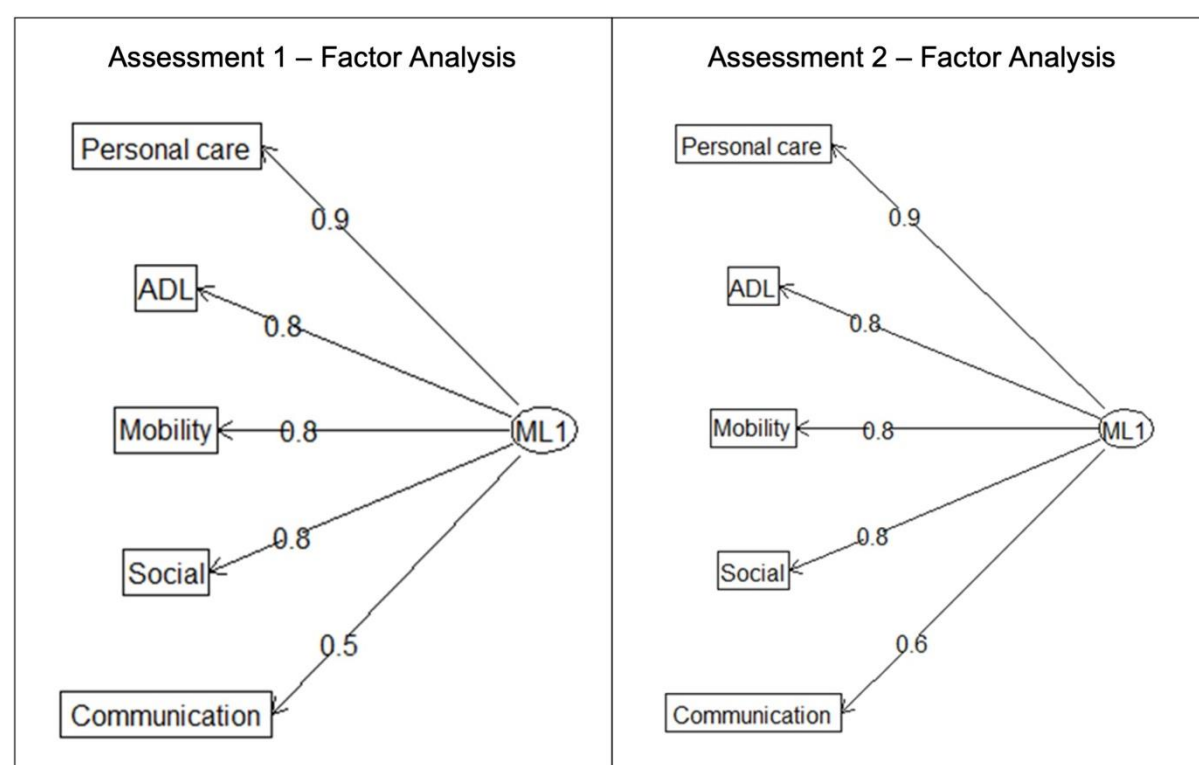 Assessment 1 – Factor Analysis
Personal care
0.9
ADL
0.8
Mobility
0.8
ML1
0.8
Social
0.5
Communication
Assessment 2 – Factor Analysis
Personal care
0.9
ADL
0.8
Mobility
0.8
ML1
0.8
Social
0.6
Communication